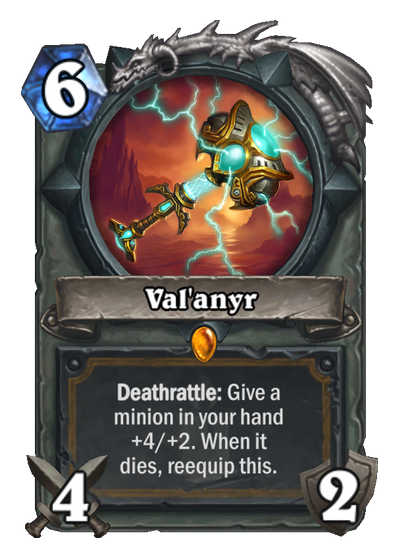 6
Val'anyr
Deathrattle: Give a
minion in your hand
+4/+2. When it
dies, reequip this.
4
2